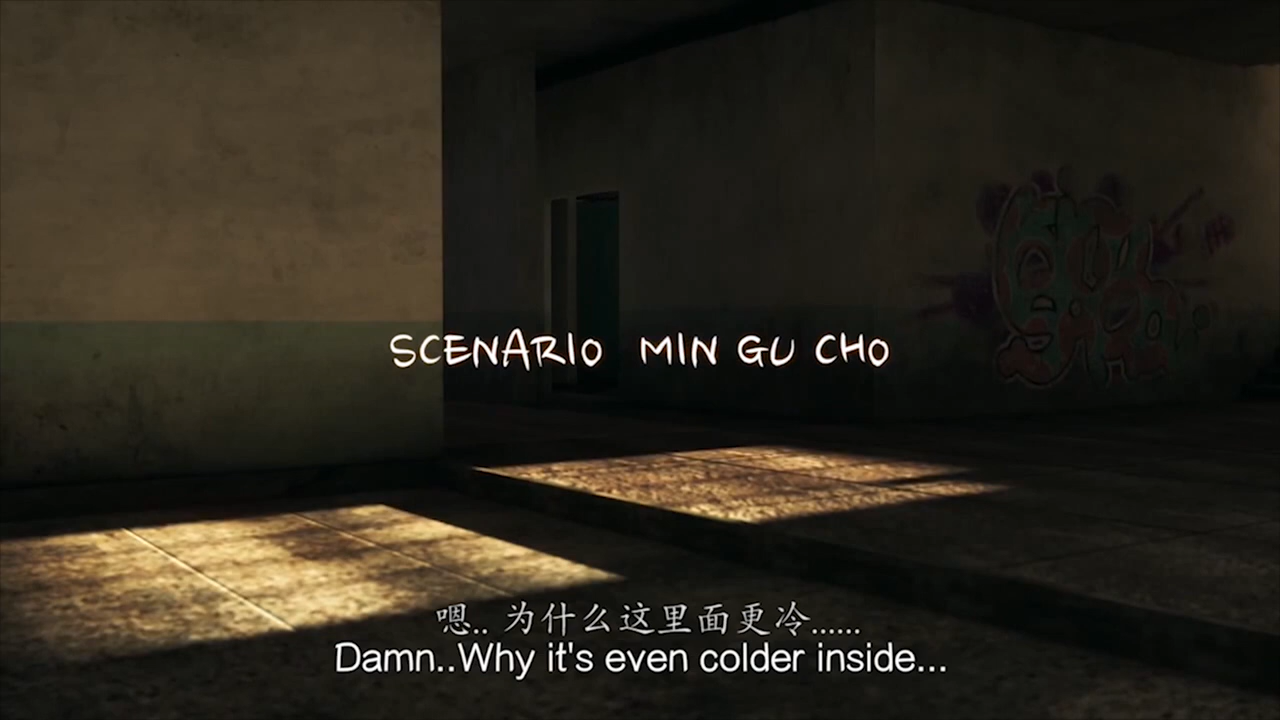 SCENARIO MIN GU CHO
嗯.. 为什么这里面更冷......
Damn..Why it's even colder inside...